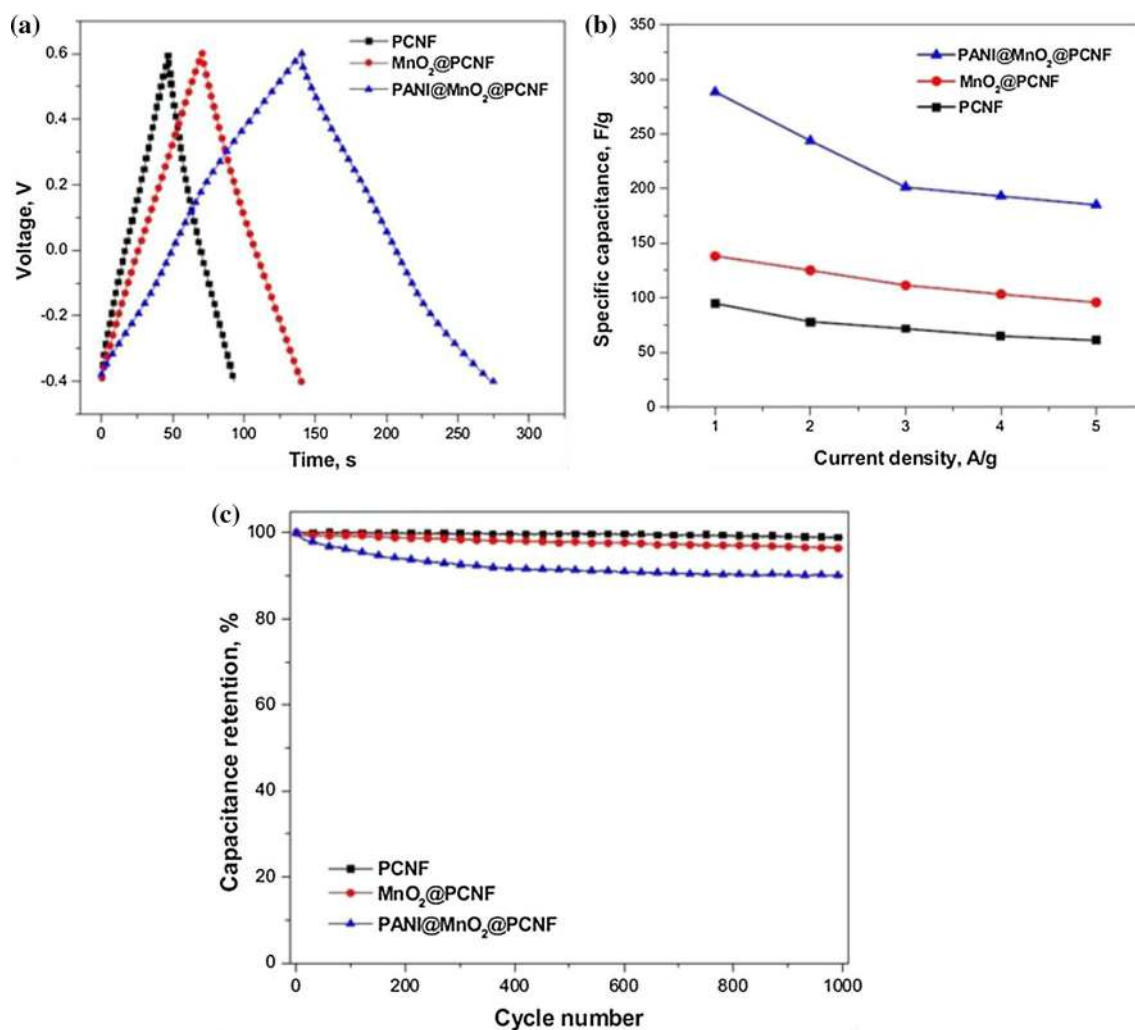 (a)
PCNF
MnO₂@PCNF
PANI@MnO₂@PCNF
0.6
0.4
0.2
0.0
-0.2
-0.4
Voltage, V
0 50 100 150 200 250 300
Time, s
(b)
350
300
250
200
150
100
50
0
Specific capacitance, F/g
PANI@MnO₂@PCNF
MnO₂@PCNF
PCNF
1 2 3 4 5
Current density, A/g
(c)
100
80
60
40
20
0
Capacitance retention, %
PCNF
MnO₂@PCNF
PANI@MnO₂@PCNF
0 200 400 600 800 1000
Cycle number